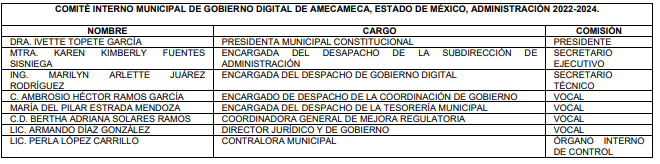 COMITÉ INTERNO MUNICIPAL DE GOBIERNO DIGITAL DE AMECAMECA, ESTADO DE MÉXICO, ADMINISTRACIÓN 2022-2024.
NOMBRE CARGO COMISIÓN
DRA. IVETTE TOPETE GARCÍA PRESIDENTA MUNICIPAL CONSTITUCIONAL PRESIDENTE
MTRA. KAREN KIMBERLY FUENTES ENCARGADA DEL DESAPACHO DE LA SUBDIRECCIÓN DE SECRETARIO
SISNIEGA ADMINISTRACIÓN EJECUTIVO
ING. MARILYN ARLETTE JUÁREZ ENCARGADA DEL DESPACHO DE GOBIERNO DIGITAL SECRETARIO
RODRÍGUEZ TÉCNICO
C. AMBROSIO HÉCTOR RAMOS GARCÍA ENCARGADO DE DESPACHO DE LA COORDINACIÓN DE GOBIERNO VOCAL
MARÍA DEL PILAR ESTRADA MENDOZA ENCARGADA DEL DESPACHO DE LA TESORERÍA MUNICIPAL VOCAL
C.D. BERTHA ADRIANA SOLARES RAMOS COORDINADORA GENERAL DE MEJORA REGULATORIA VOCAL
LIC. ARMANDO DÍAZ GONZÁLEZ DIRECTOR JURÍDICO Y DE GOBIERNO VOCAL
LIC. PERLA LÓPEZ CARRILLO CONTRALORA MUNICIPAL ÓRGANO INTERNO
DE CONTROL